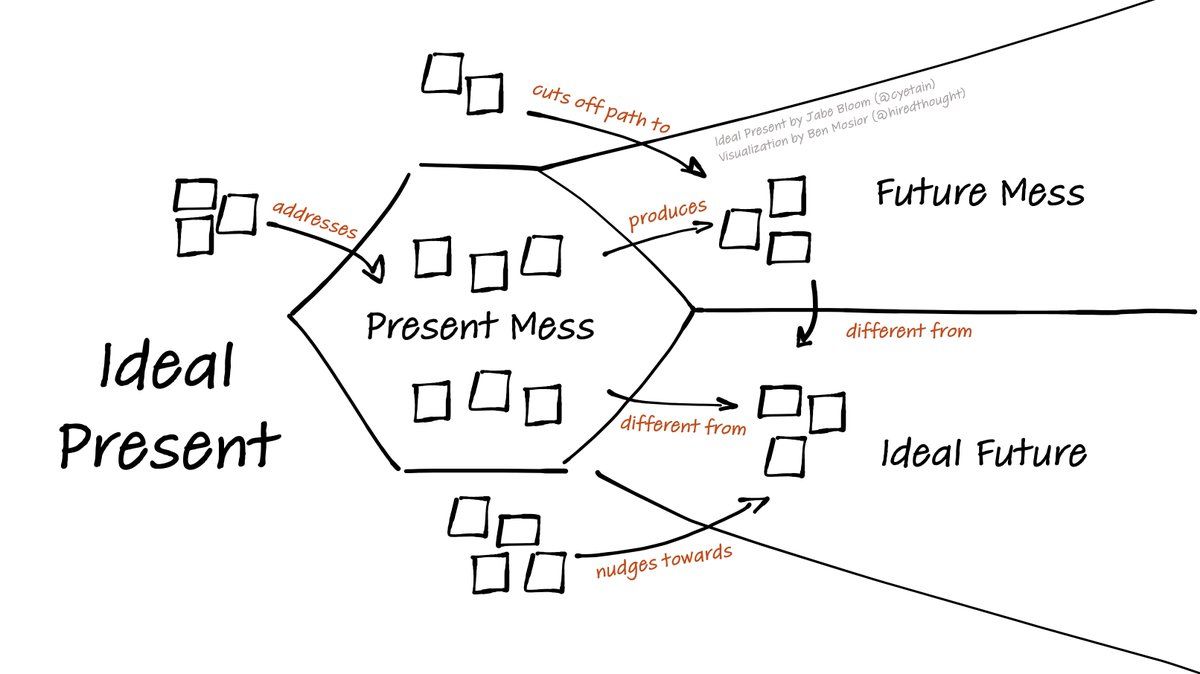 cuts off path to
Ideal Present by Jabe Bloom (@cyetain)
Visualization by Ben Mosior (@hiredthought)
Future Mess
addresses
produces
Present Mess
different from
Ideal
Present
different from
Ideal Future
nudges towards